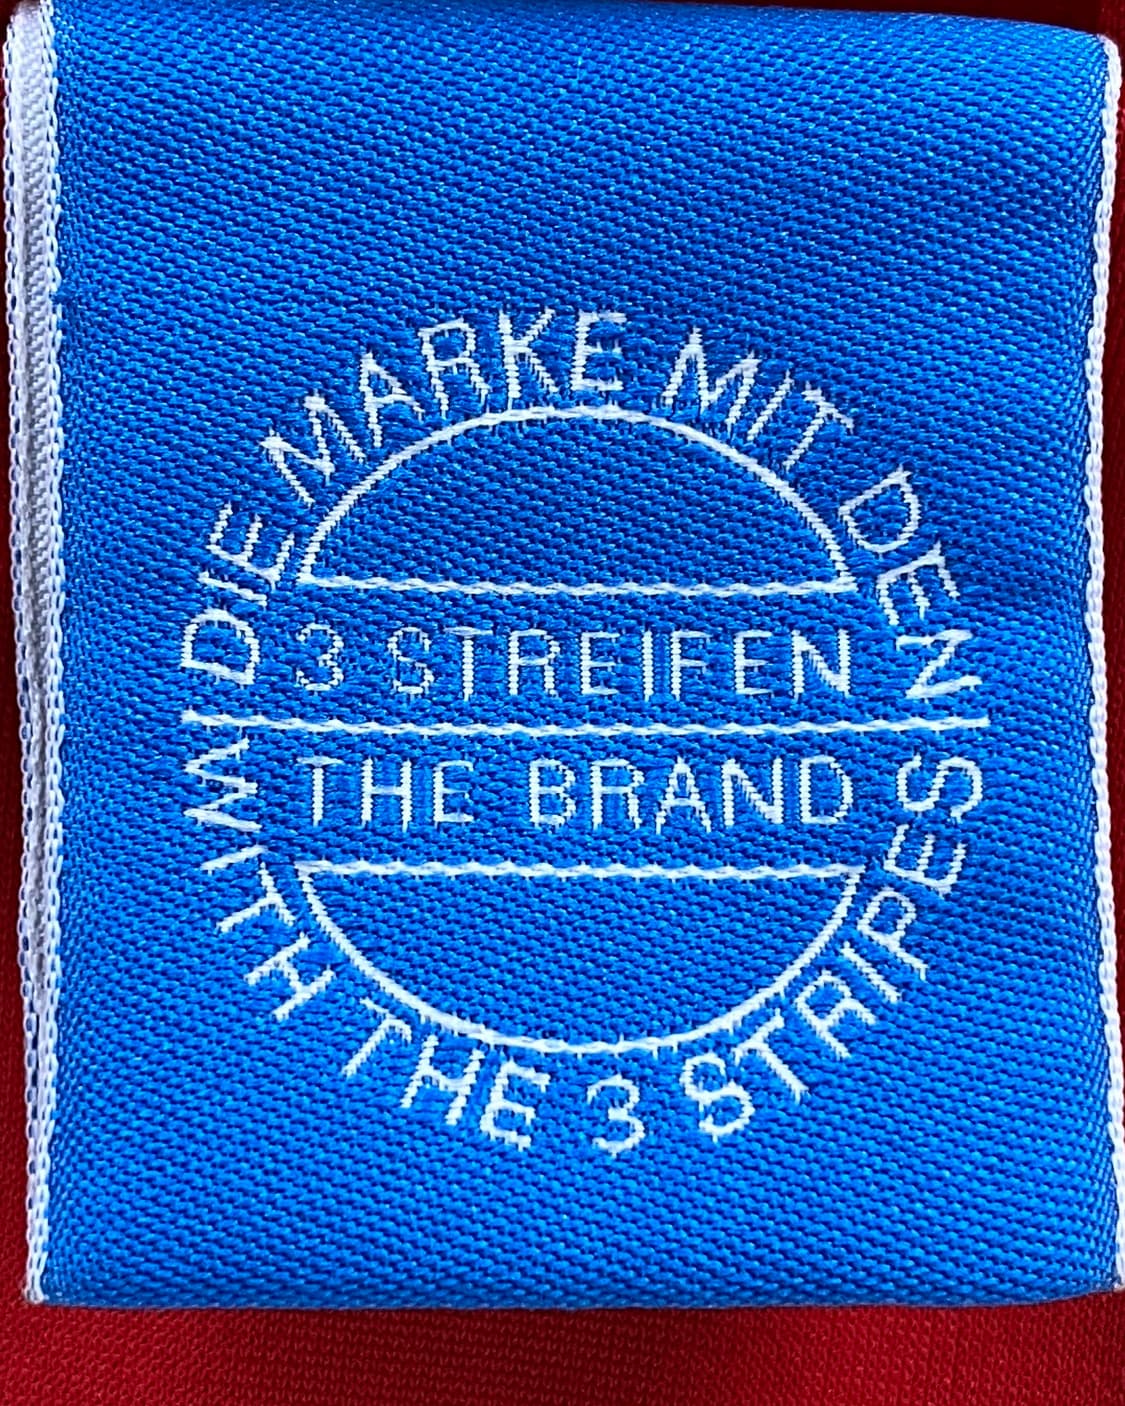 DIE MARKE MIT DEN
3 STREIFEN
THE BRAND
WITH THE 3 STRIPES